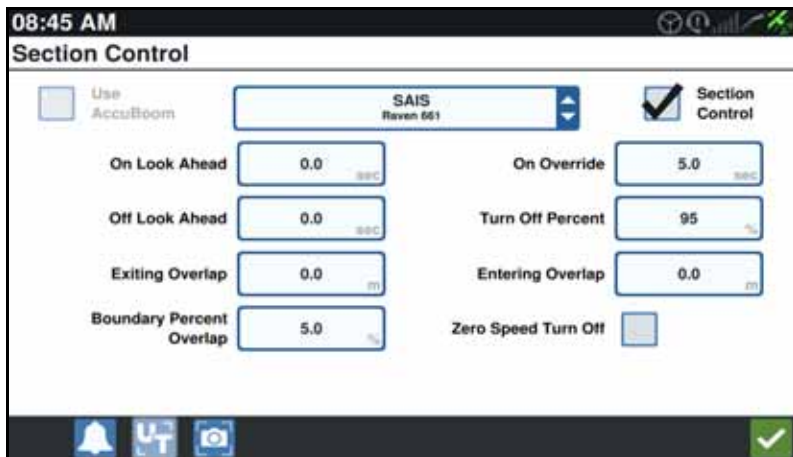 08:45 AM
Section Control
Use
AccuBoom
SAIS
Raven 661
Section
Control
On Look Ahead
0.0
sec
On Override
5.0
sec
Off Look Ahead
0.0
sec
Turn Off Percent
95
%
Exiting Overlap
0.0
m
Entering Overlap
0.0
m
Boundary Percent
Overlap
5.0
%
Zero Speed Turn Off
UT